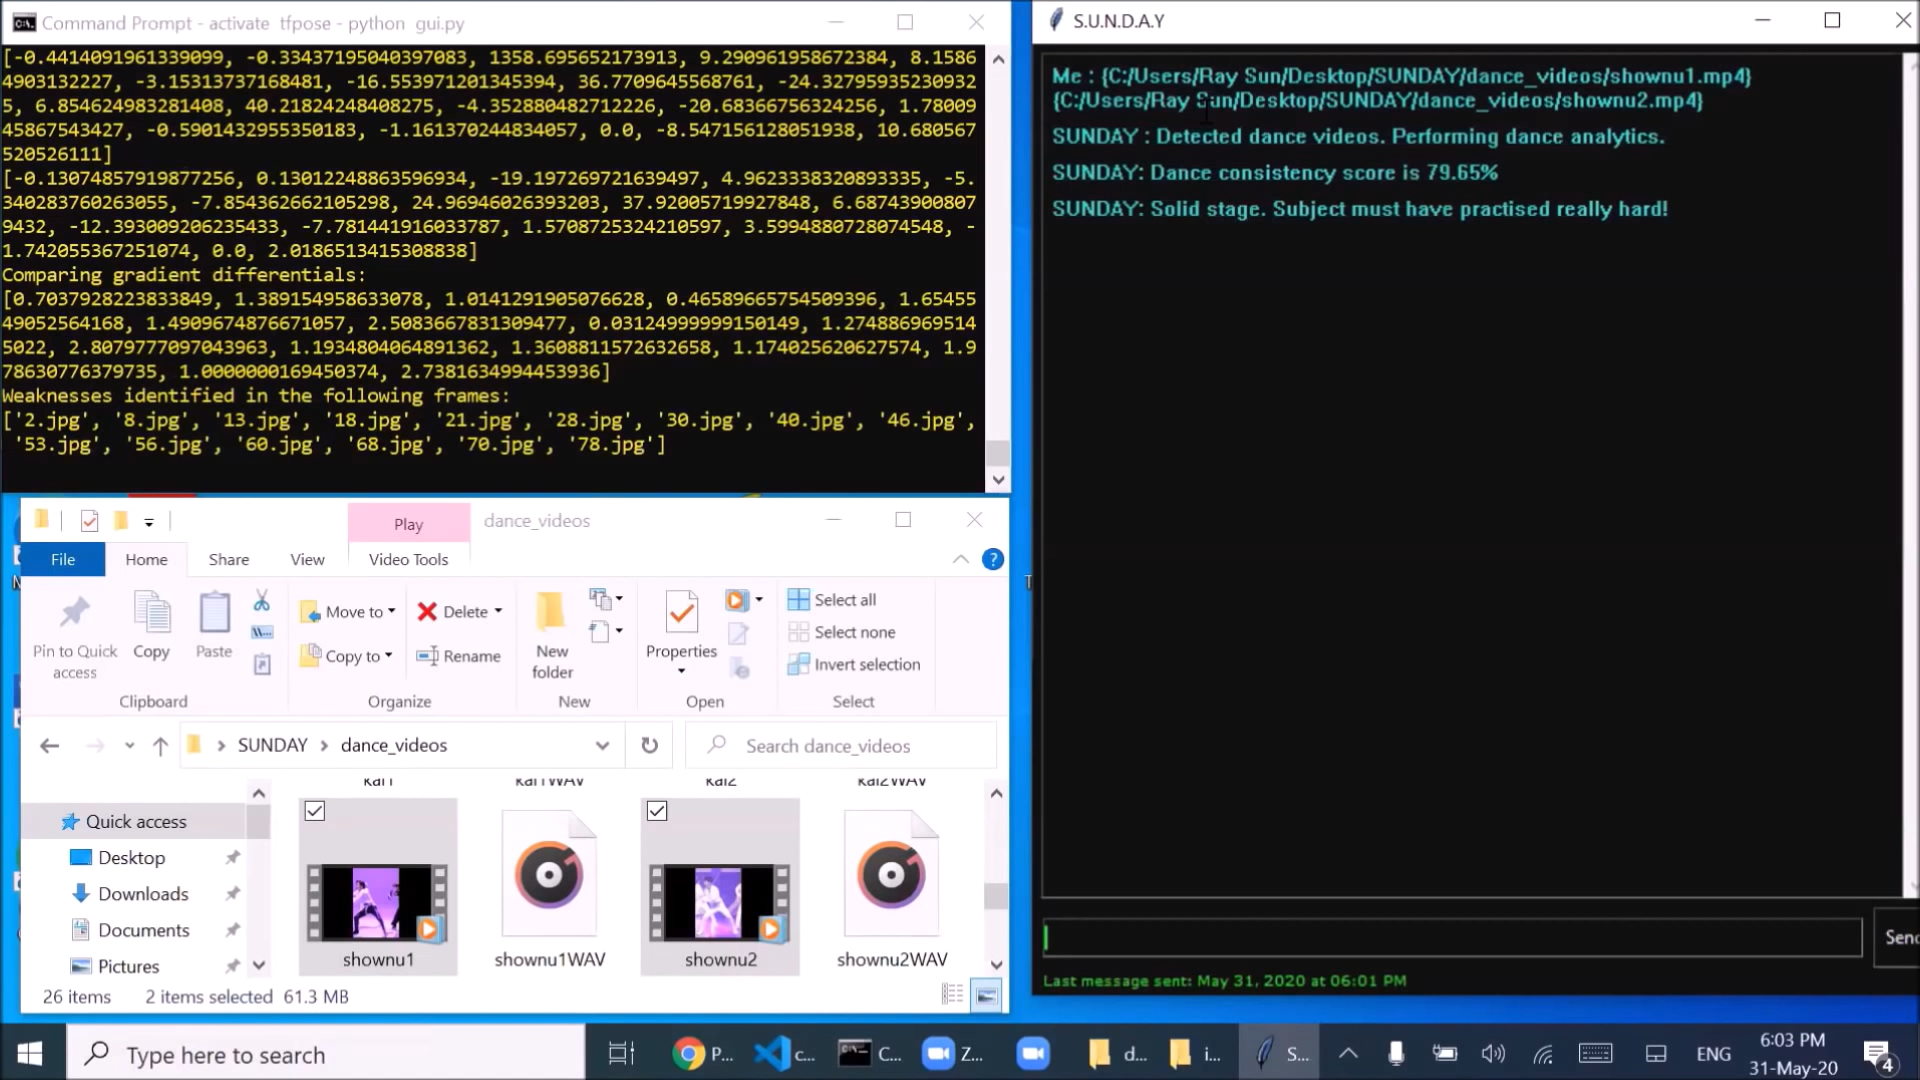 Command Prompt - activate tfpose - python gui.py
[-0.4414091961339099, -0.334371950403970​83, 1358.695652173913, 9.290961958672384, 8.1586
4903132227, -3.15313737168481, -16.553971201345394, 36.7709645568761, -24.32795935230932
5, 6.854624983281408, 40.21824248408275, -4.352880482712226, -20.68366756324256, 1.78009
45867543427, -0.5901432955350183, -1.161370244834057, 0.0, -8.547156128051938, 10.680567
520526111]
[-0.13074857919877256, 0.13012248863596934, -19.197269721639497, 4.9623338320893335, -5.
340283760263055, -7.854362662105298, 24.96946026393203, 37.92005719927848, 6.68743900807
9432, -12.393009206235433, -7.781441916033787, 1.5708725324210597, 3.5994880728074548, -
1.742055367251074, 0.0, 2.0186513415308838]
Comparing gradient differentials:
[0.7037928223833849, 1.389154958633078, 1.0141291905076628, 0.46589665754509396, 1.65455
49052564168, 1.4909674876671057, 2.5083667831309477, 0.03124999999150149, 1.274886969514
5022, 2.8079777097043963, 1.1934804064891362, 1.3608811572632658, 1.174025620627574, 1.9
78630776379735, 1.0000000169450374, 2.7381634994453936]
Weaknesses identified in the following frames:
['2.jpg', '8.jpg', '13.jpg', '18.jpg', '21.jpg', '28.jpg', '30.jpg', '40.jpg', '46.jpg',
'53.jpg', '56.jpg', '60.jpg', '68.jpg', '70.jpg', '78.jpg']
S.U.N.D.A.Y
Me : {C:/Users/Ray Sun/Desktop/SUNDAY/dance_videos/shownu1.mp4}
{C:/Users/Ray Sun/Desktop/SUNDAY/dance_videos/shownu2.mp4}
SUNDAY : Detected dance videos. Performing dance analytics.
SUNDAY: Dance consistency score is 79.65%
SUNDAY: Solid stage. Subject must have practised really hard!
Send
Last message sent: May 31, 2020 at 06:01 PM
Play
dance_videos
File
Home
Share
View
Video Tools
Pin to Quick
access
Copy
Paste
Move to
Copy to
Delete
Rename
New
folder
Properties
Select all
Select none
Invert selection
Clipboard
Organize
New
Open
Select
SUNDAY
dance_videos
Search dance_videos
Quick access
Desktop
Downloads
Documents
Pictures
kai1
kai1WAV
kai2
kai2WAV
shownu1
shownu1WAV
shownu2
shownu2WAV
26 items
2 items selected
61.3 MB
Type here to search
P...
c...
C...
Z...
d...
i...
S...
ENG
6:03 PM
31-May-20
4